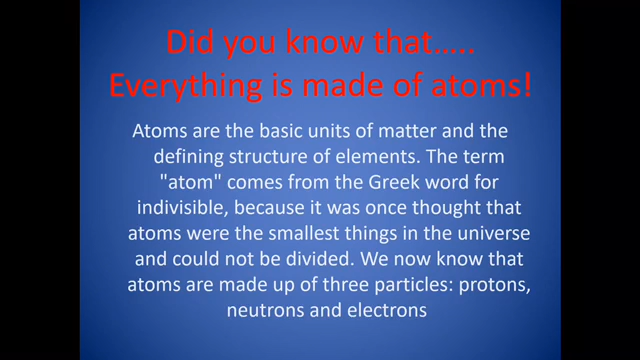 Did you know that.....
Everything is made of atoms!
Atoms are the basic units of matter and the
defining structure of elements. The term
"atom" comes from the Greek word for
indivisible, because it was once thought that
atoms were the smallest things in the universe
and could not be divided. We now know that
atoms are made up of three particles: protons,
neutrons and electrons